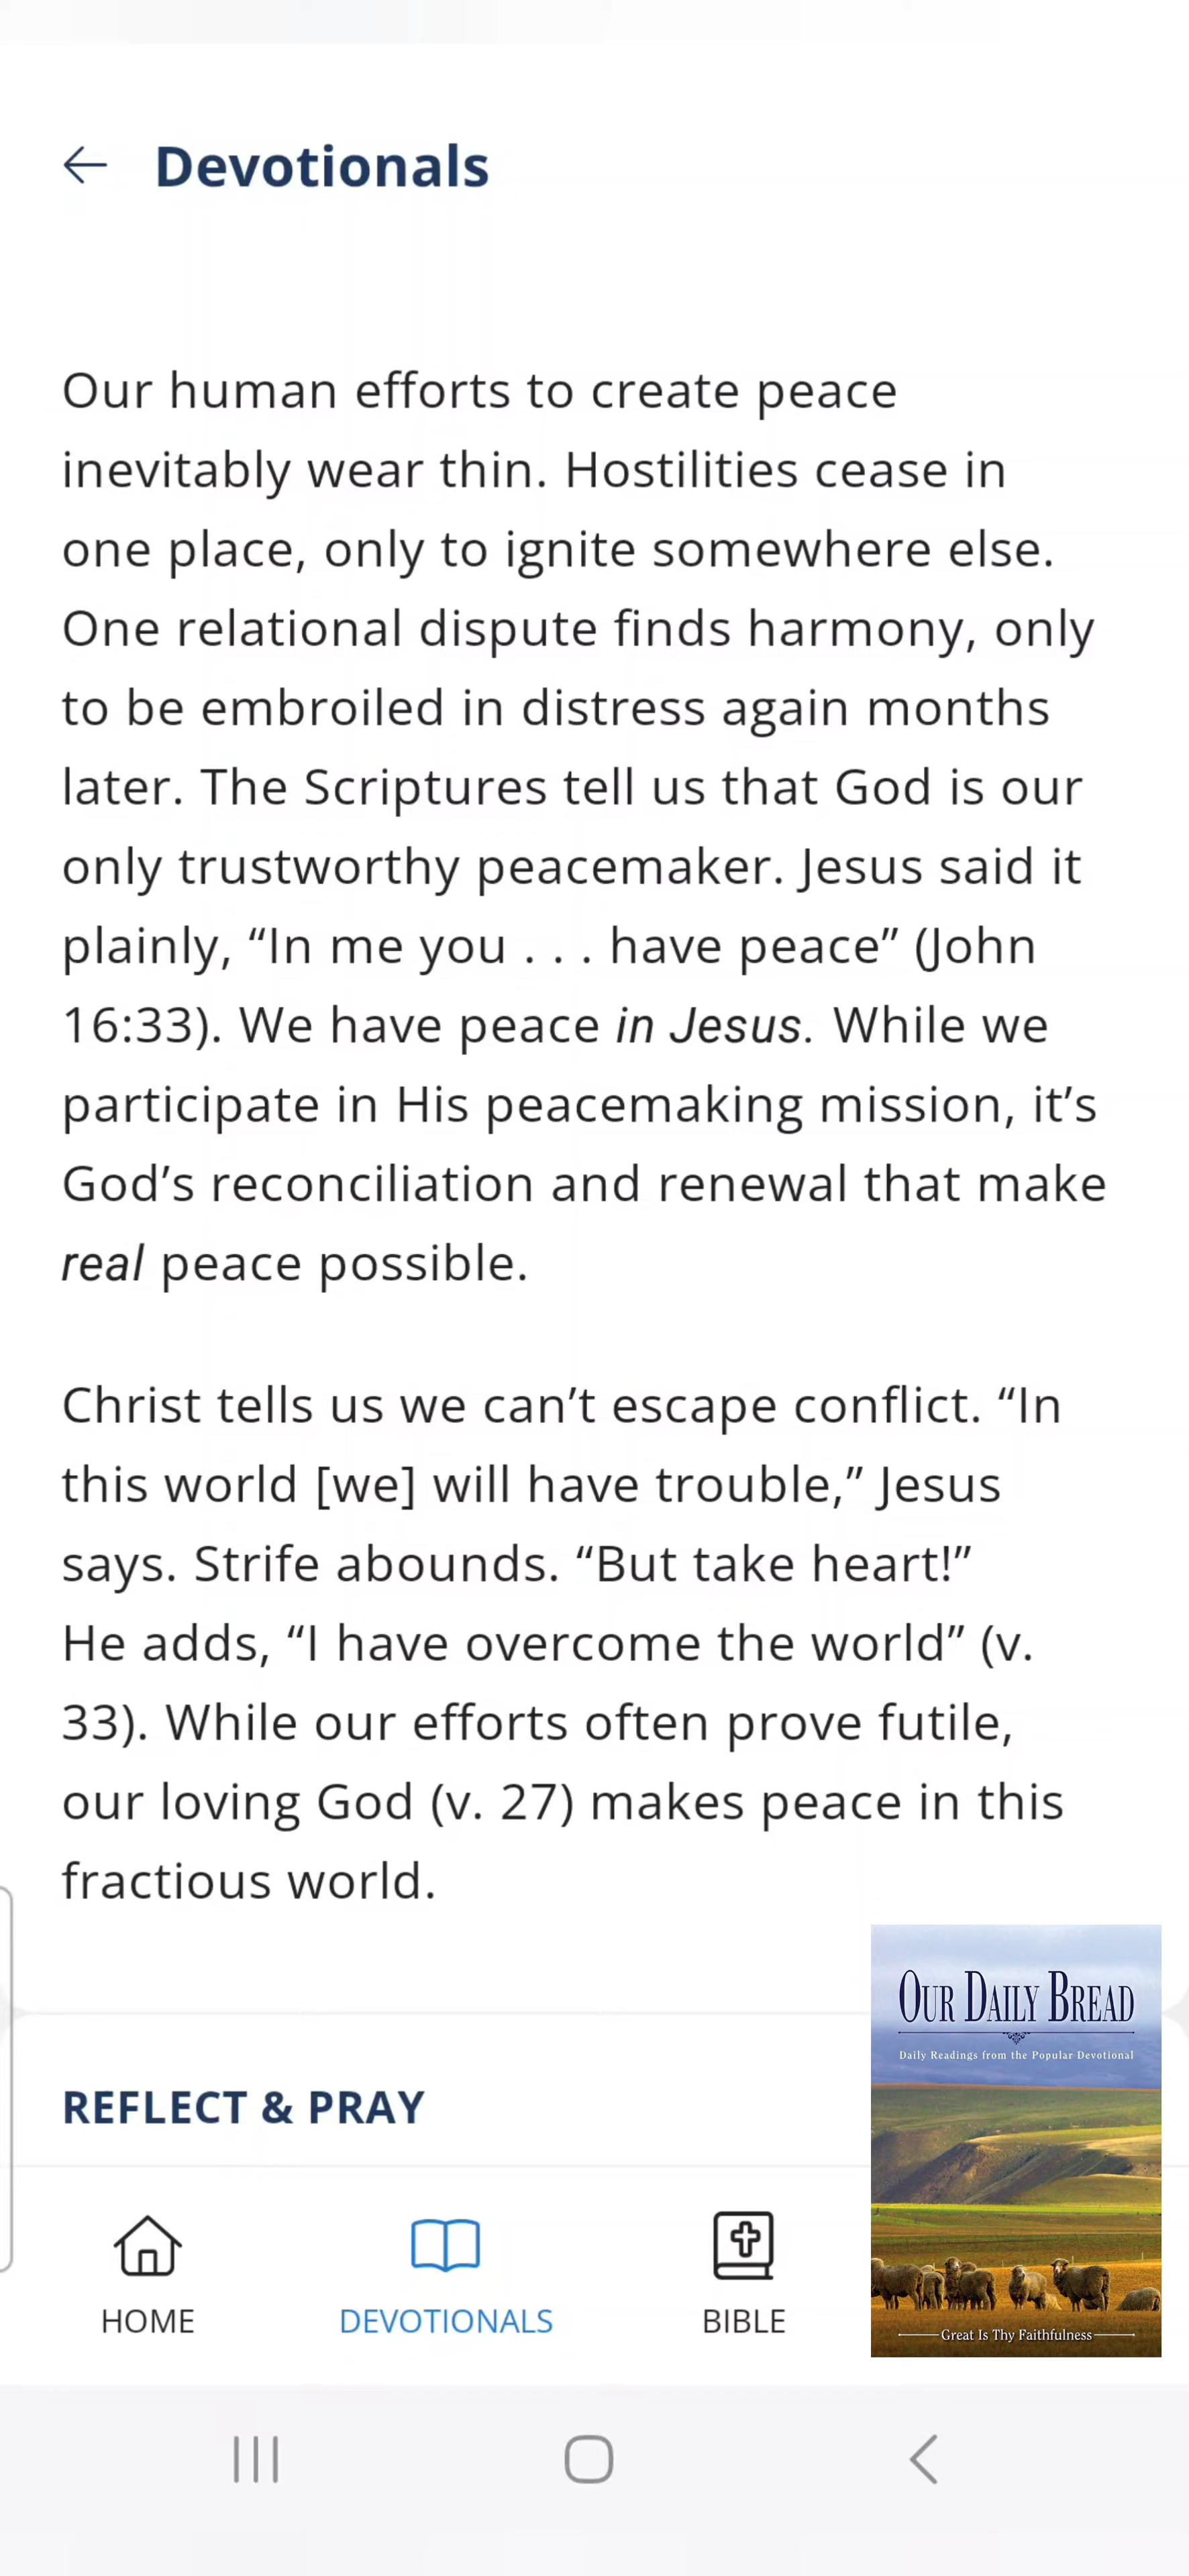 Devotionals
Our human efforts to create peace
inevitably wear thin. Hostilities cease in
one place, only to ignite somewhere else.
One relational dispute finds harmony, only
to be embroiled in distress again months
later. The Scriptures tell us that God is our
only trustworthy peacemaker. Jesus said it
plainly, “In me you . . . have peace” (John
16:33). We have peace in Jesus. While we
participate in His peacemaking mission, it’s
God’s reconciliation and renewal that make
real peace possible.
Christ tells us we can’t escape conflict. “In
this world [we] will have trouble,” Jesus
says. Strife abounds. “But take heart!”
He adds, “I have overcome the world” (v.
33). While our efforts often prove futile,
our loving God (v. 27) makes peace in this
fractious world.
REFLECT & PRAY
OUR DAILY BREAD
Daily Readings from the Popular Devotional
Great Is Thy Faithfulness
HOME
DEVOTIONALS
BIBLE